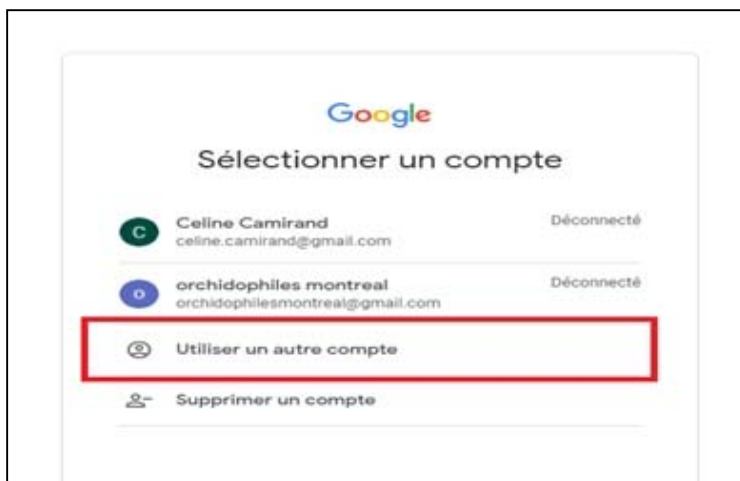 Google
Sélectionner un compte
C
Celine Camirand
Déconnecté
celine.camirand@gmail.com
o
orchidophiles montreal
Déconnecté
orchidophilesmontreal@gmail.com
Utiliser un autre compte
Supprimer un compte